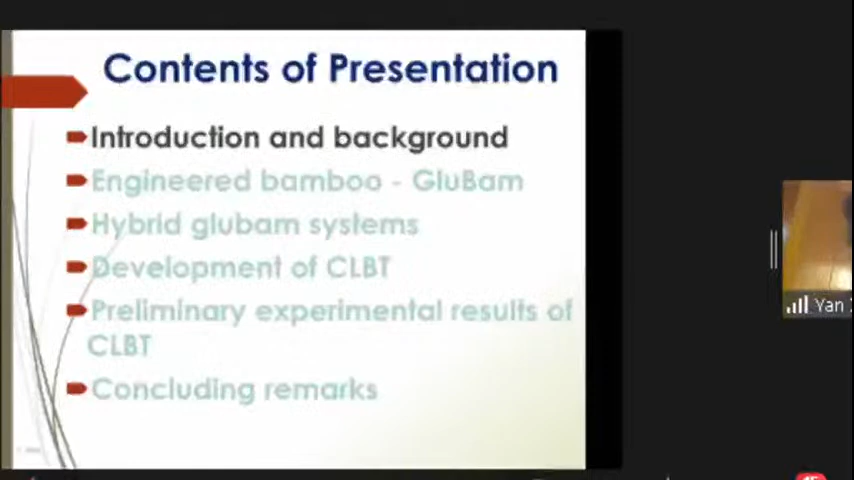 Contents of Presentation
Introduction and background
Engineered bamboo - GluBam
Hybrid glubam systems
Development of CLBT
Preliminary experimental results of
CLBT
Concluding remarks
Yan